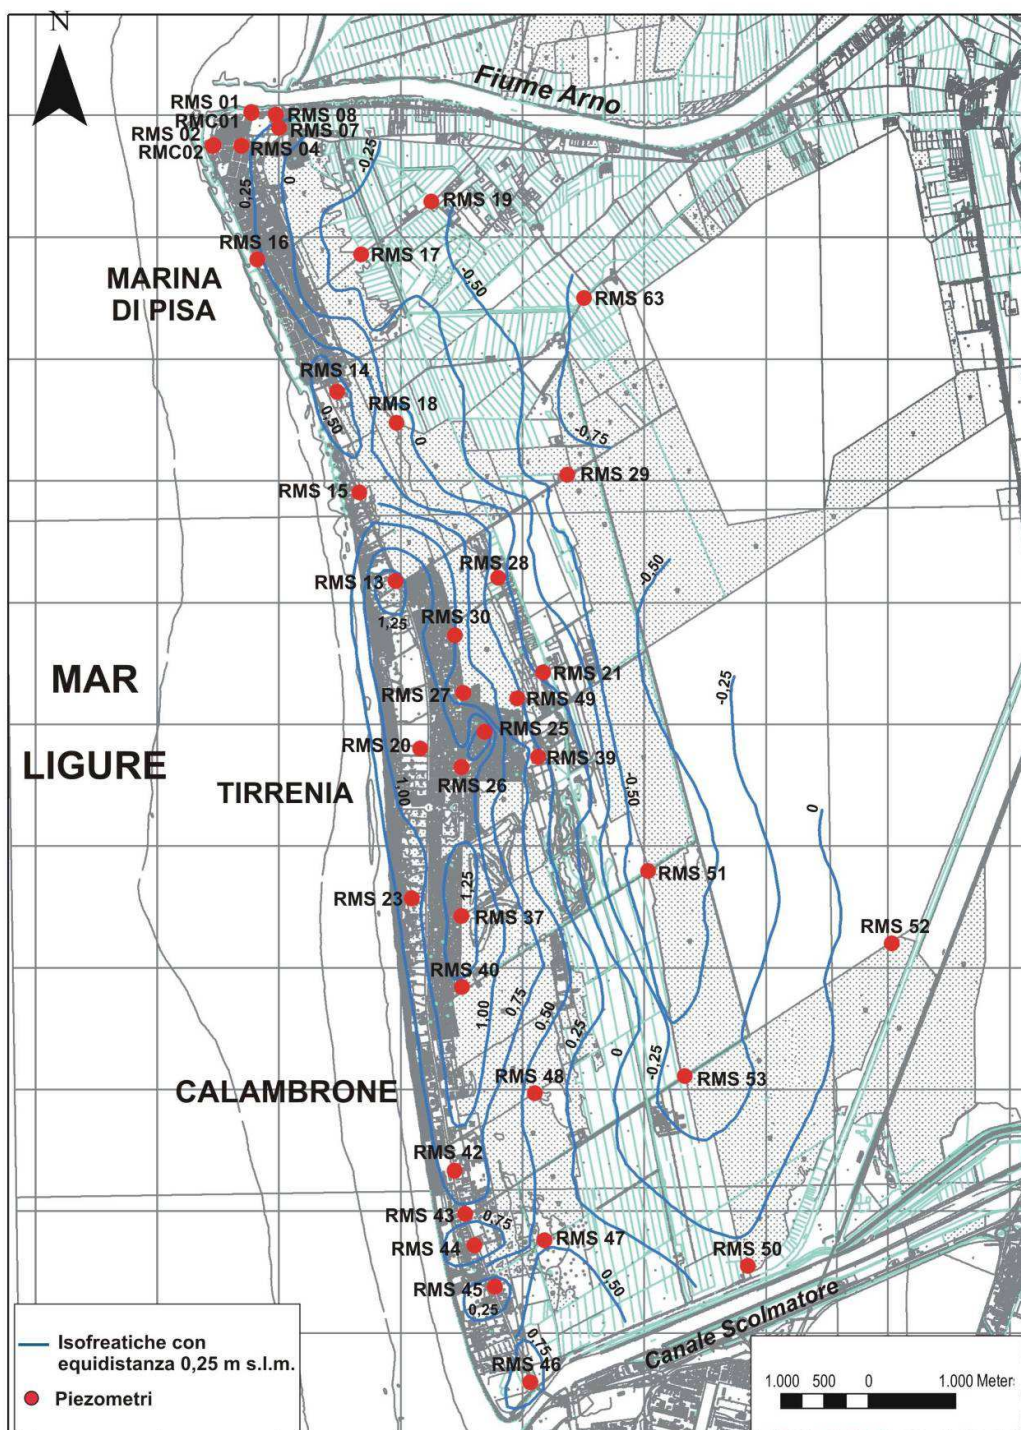 N
Fiume Arno
RMS 01
RMC01
RMS 08
RMS 07
RMS 02
RMC02
RMS 04
-0,25
0
0,25
RMS 19
RMS 16
RMS 17
MARINA
DI PISA
-0,50
RMS 63
RMS 14
RMS 18
0,50
0
-0,75
RMS 29
RMS 15
RMS 28
-0,50
RMS 13
1,25
RMS 30
MAR
RMS 21
-0,25
RMS 27
RMS 49
RMS 25
RMS 20
RMS 39
LIGURE
RMS 26
TIRRENIA
1,00
-0,50
0
RMS 51
1,25
RMS 23
RMS 37
RMS 52
RMS 40
1,00
0,75
0,50
0,25
0
-0,25
CALAMBRONE
RMS 48
RMS 53
RMS 42
RMS 43
0,75
RMS 44
RMS 47
RMS 50
RMS 45
0,25
0,50
Canale Scolmatore
0,75
RMS 46
Isofreatiche con
equidistanza 0,25 m s.l.m.
Piezometri
1.000 500 0 1.000 Meters